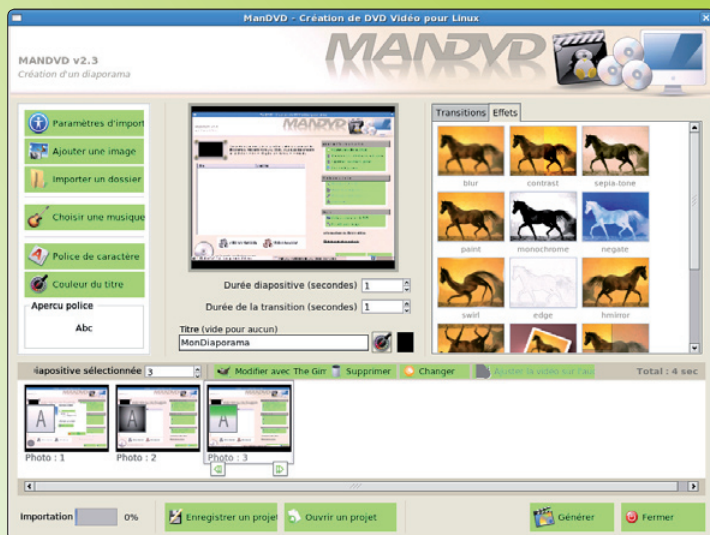 ManDVD - Création de DVD Vidéo pour Linux
MANDVD v2.3
Création d'un diaporama
MANDVD
Paramètres d'import
Ajouter une image
Importer un dossier
Choisir une musique
Police de caractère
Couleur du titre
Apercu police
Abc
MANDVD
Durée diapositive (secondes) 1
Durée de la transition (secondes) 1
Titre (vide pour aucun)
MonDiaporama
Transitions Effets
blur contrast sepia-tone
paint monochrome negate
swirl edge hmirror
iapositive sélectionnée 3 Modifier avec The Gim Supprimer Changer Ajuster la vidéo sur l'au Total : 4 sec
A A A
Photo : 1 Photo : 2 Photo : 3
Importation 0% Enregistrer un projet Ouvrir un projet Générer Fermer